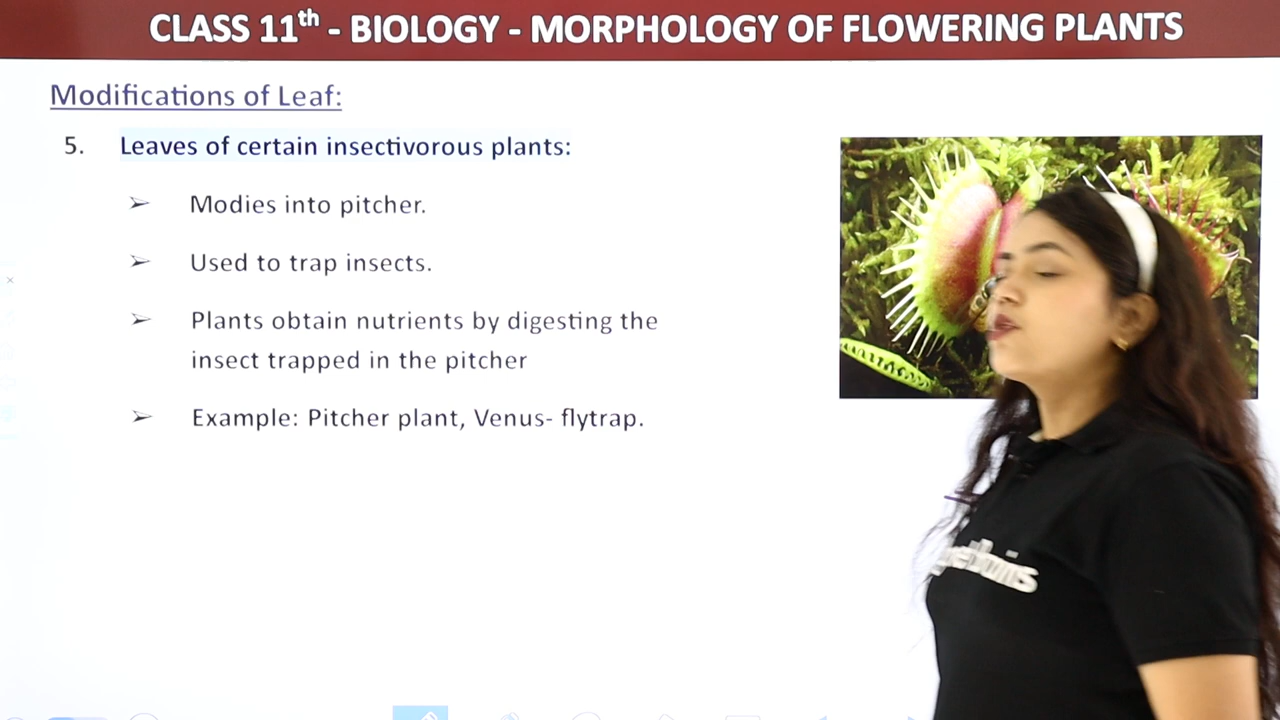 CLASS 11th - BIOLOGY - MORPHOLOGY OF FLOWERING PLANTS
Modifications of Leaf:
5. Leaves of certain insectivorous plants:
➢ Modies into pitcher.
➢ Used to trap insects.
➢ Plants obtain nutrients by digesting the
insect trapped in the pitcher
➢ Example: Pitcher plant, Venus- flytrap.